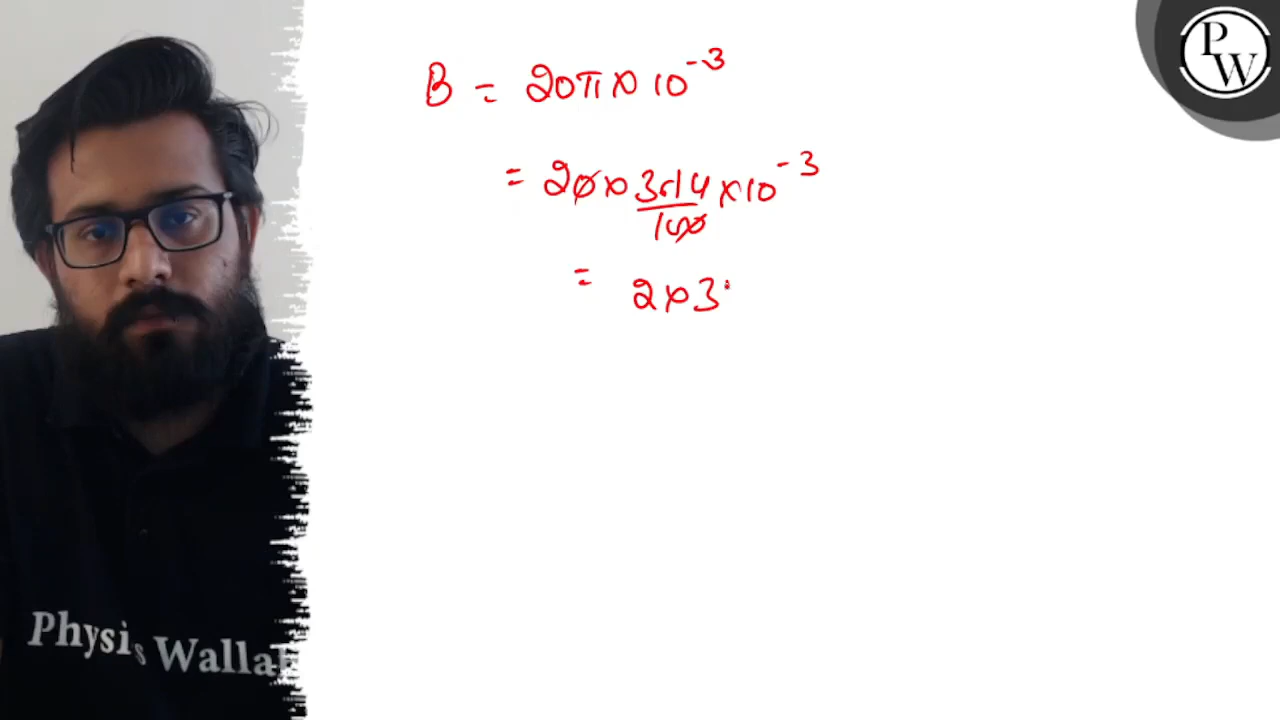 B = 20π × 10⁻³
= 20 × 3.14/100 × 10⁻³
= 2 × 3.
PW
Physics Wallah